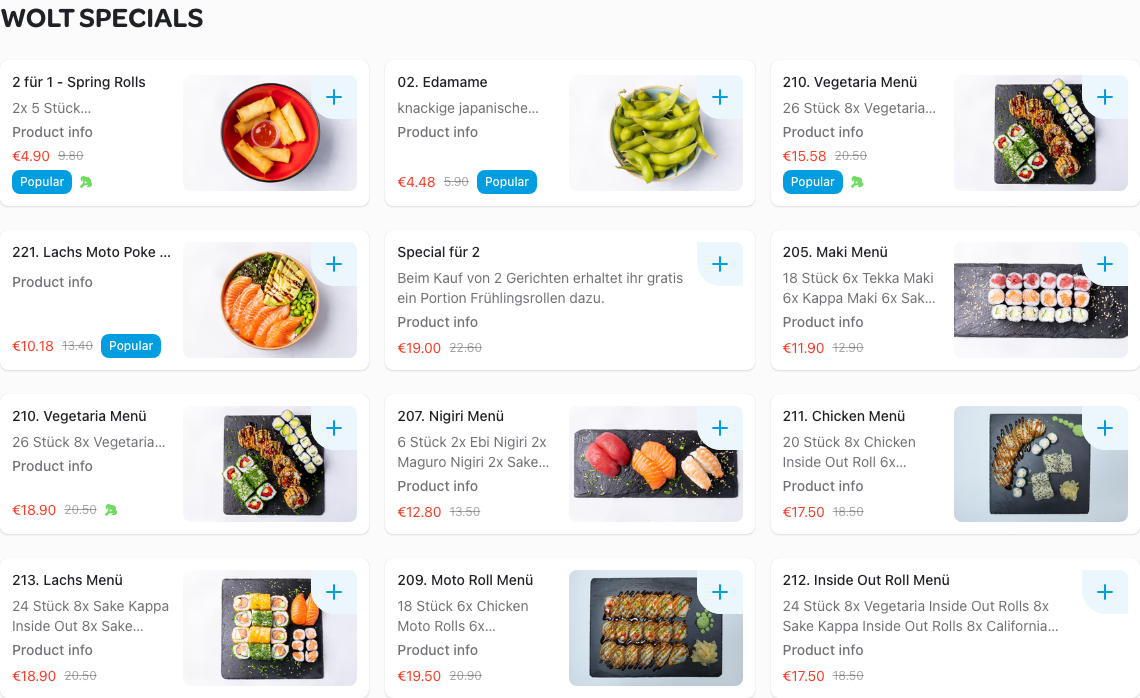 WOLT SPECIALS
2 für 1 - Spring Rolls
2x 5 Stück...
Product info
€4.90 9.80
Popular
02. Edamame
knackige japanische...
Product info
€4.48 5.90 Popular
210. Vegetaria Menü
26 Stück 8x Vegetaria...
Product info
€15.58 20.50
Popular
221. Lachs Moto Poke ...
Product info
€10.18 13.40 Popular
Special für 2
Beim Kauf von 2 Gerichten erhaltet ihr gratis
ein Portion Frühlingsrollen dazu.
Product info
€19.00 22.60
205. Maki Menü
18 Stück 6x Tekka Maki
6x Kappa Maki 6x Sak...
Product info
€11.90 12.90
210. Vegetaria Menü
26 Stück 8x Vegetaria...
Product info
€18.90 20.50
207. Nigiri Menü
6 Stück 2x Ebi Nigiri 2x
Maguro Nigiri 2x Sake...
Product info
€12.80 13.50
211. Chicken Menü
20 Stück 8x Chicken
Inside Out Roll 6x...
Product info
€17.50 18.50
213. Lachs Menü
24 Stück 8x Sake Kappa
Inside Out 8x Sake...
Product info
€18.90 20.50
209. Moto Roll Menü
18 Stück 6x Chicken
Moto Rolls 6x...
Product info
€19.50 20.90
212. Inside Out Roll Menü
24 Stück 8x Vegetaria Inside Out Rolls 8x
Sake Kappa Inside Out Rolls 8x California...
Product info
€17.50 18.50